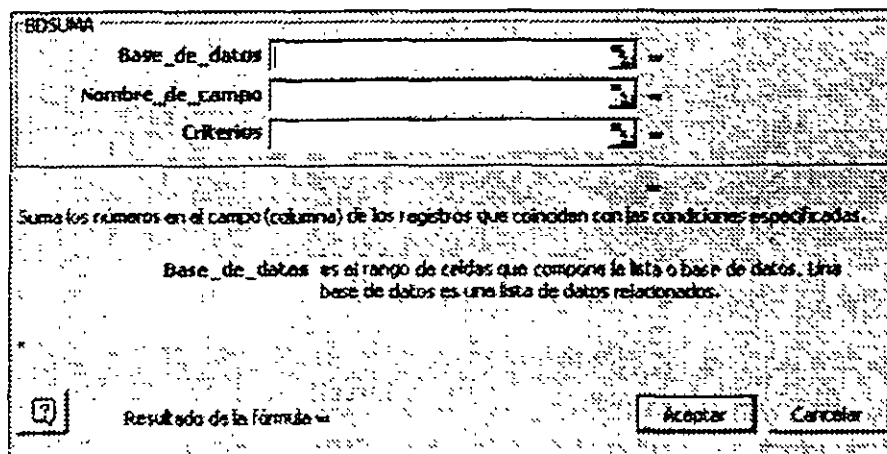 BDSUMA
Base_de_datos =
Nombre_de_campo =
Criterios =
=
Suma los números en el campo (columna) de los registros que coinciden con las condiciones especificadas.
Base_de_datos es el rango de celdas que compone la lista o base de datos. Una
base de datos es una lista de datos relacionados.
?
Resultado de la fórmula =
Aceptar
Cancelar